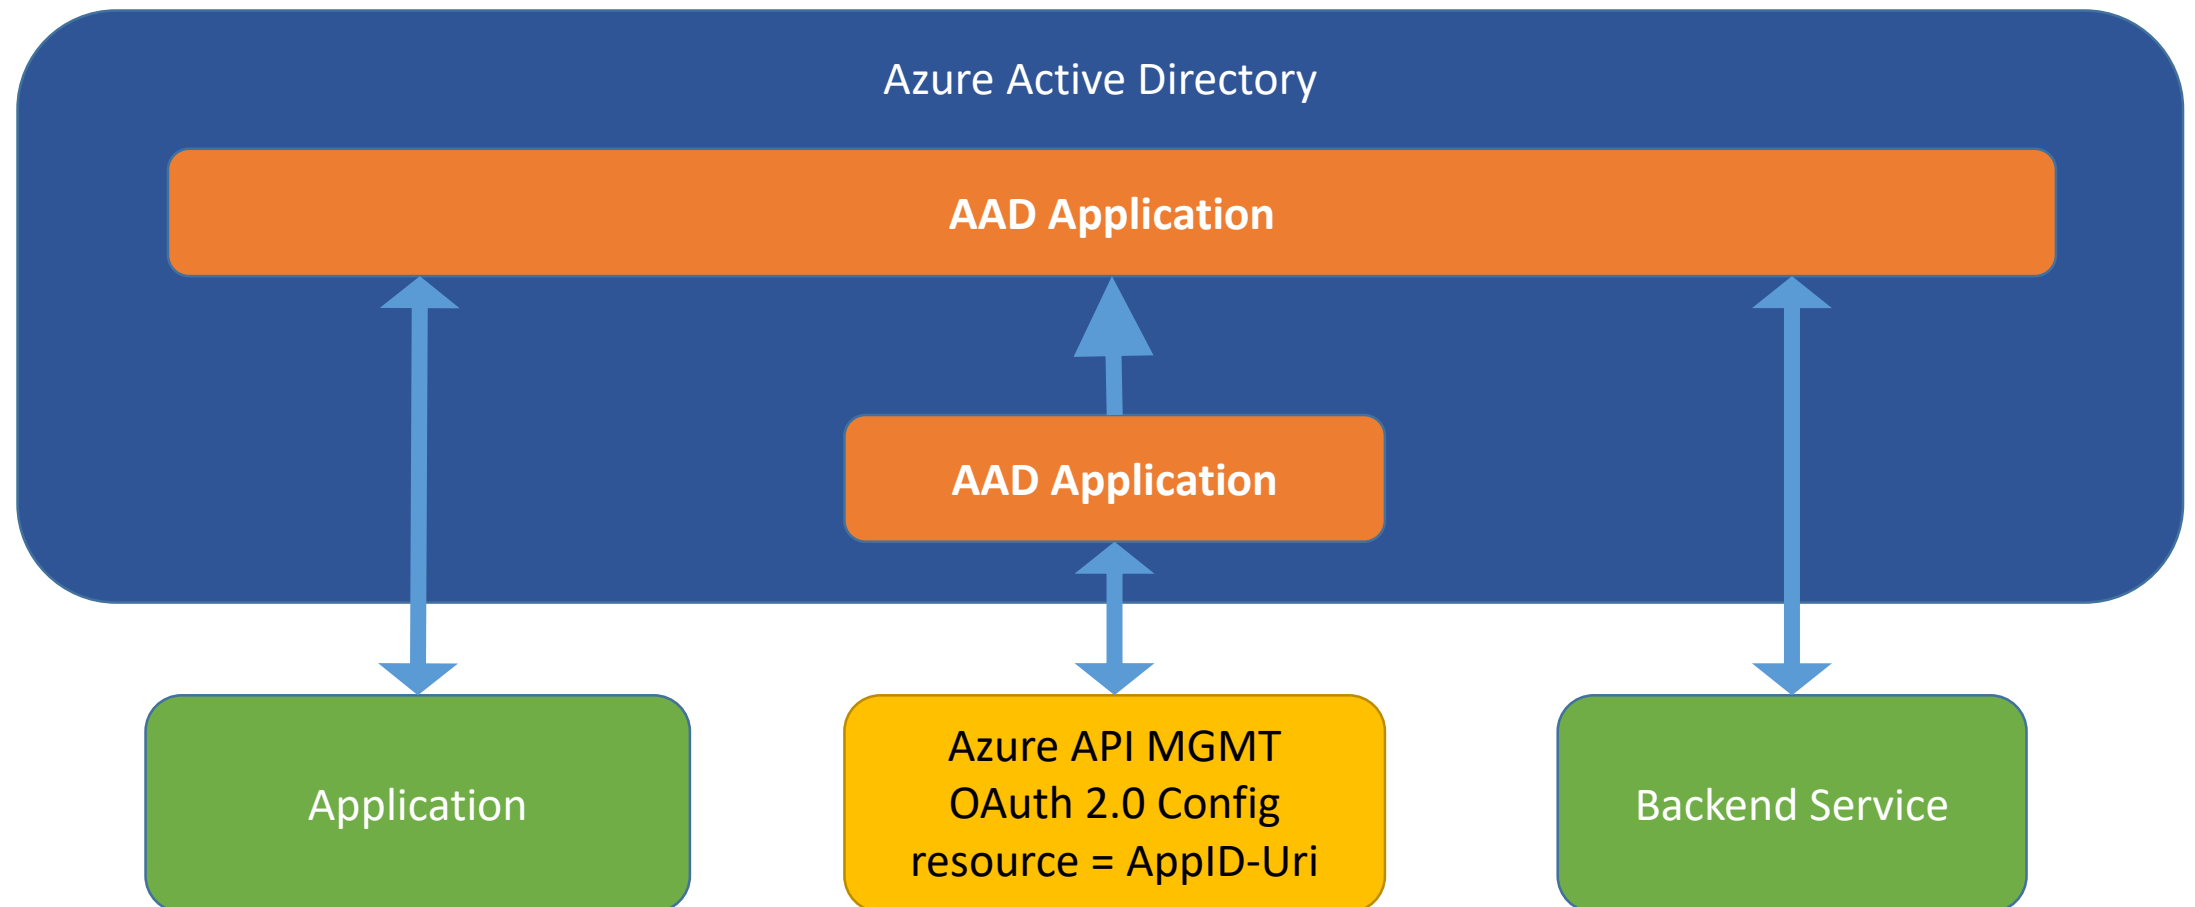 Azure Active Directory
AAD Application
AAD Application
Application
Azure API MGMT
OAuth 2.0 Config
resource = AppID-Uri
Backend Service